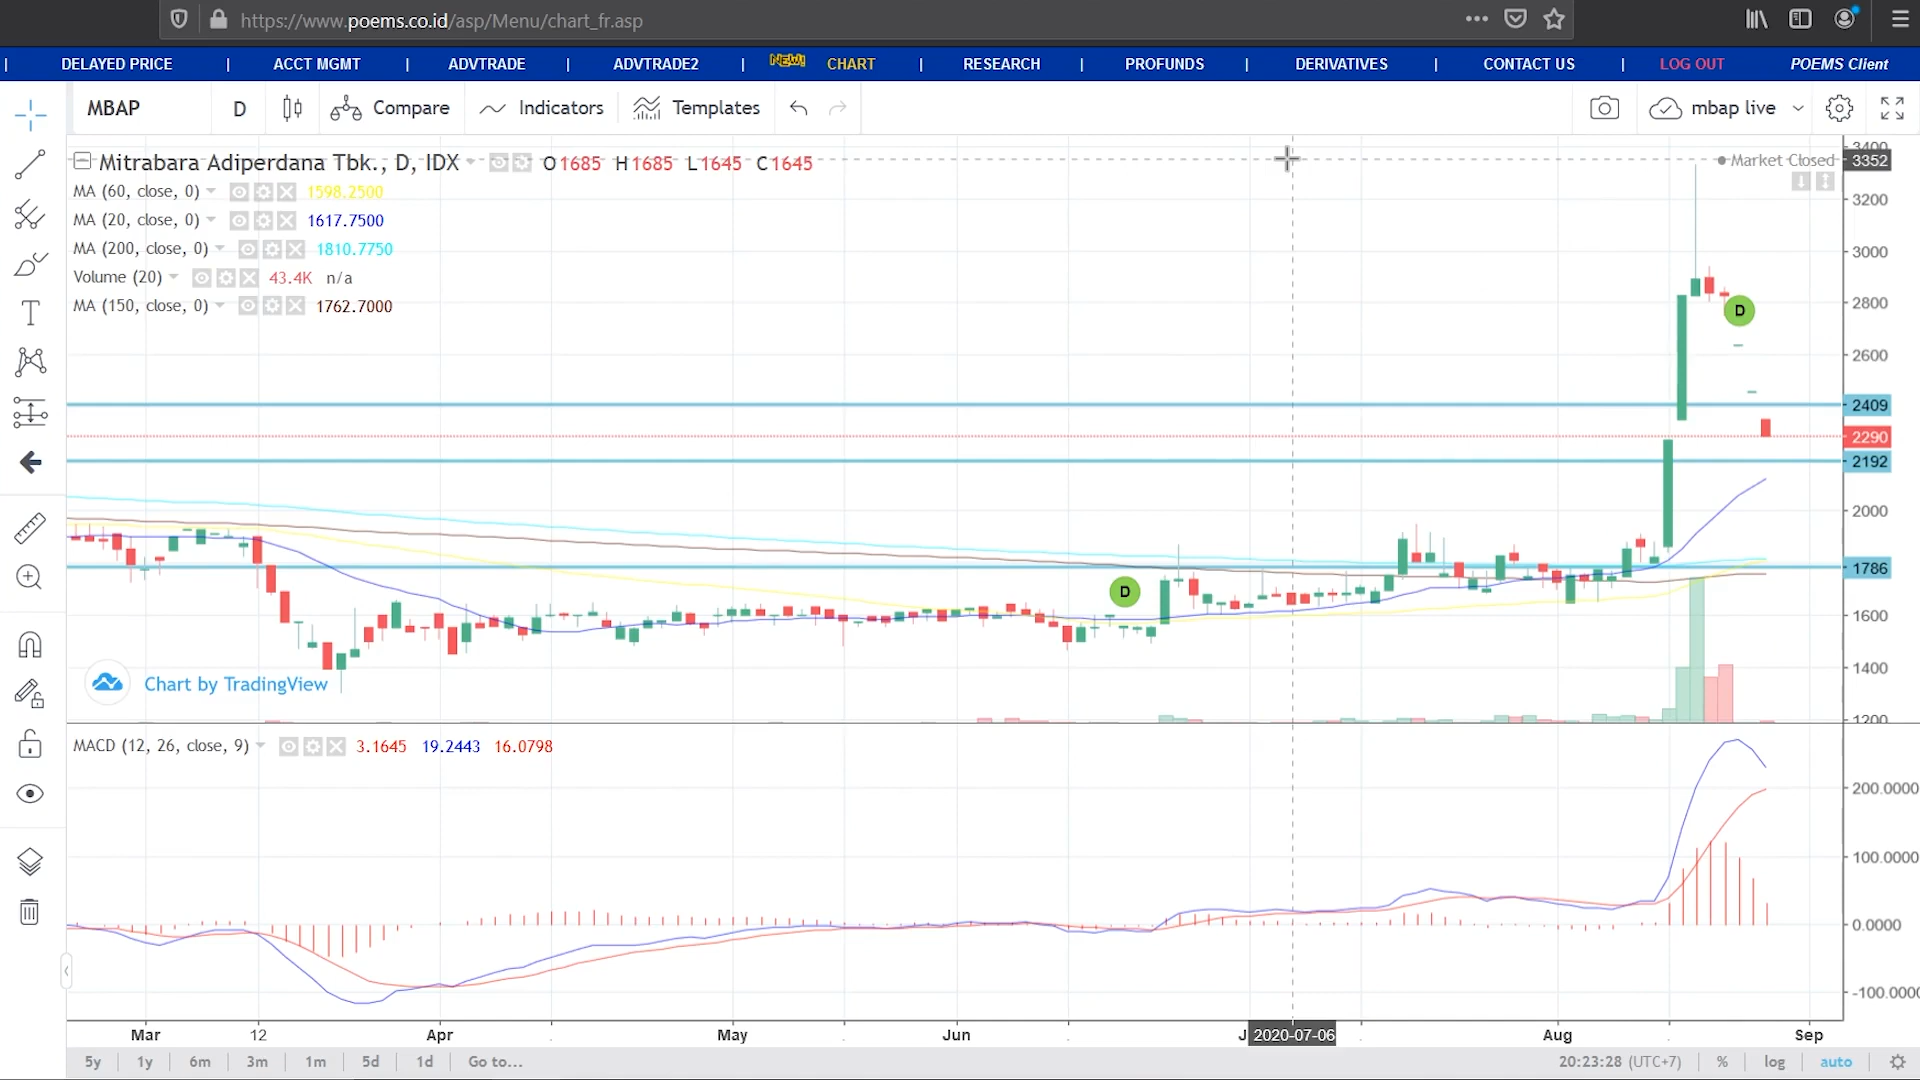 https://www.poems.co.id/asp/Menu/chart_fr.asp
DELAYED PRICE | ACCT MGMT | ADVTRADE | ADVTRADE2 | NEW! CHART | RESEARCH | PROFUNDS | DERIVATIVES | CONTACT US | LOG OUT POEMS Client
MBAP D Compare Indicators Templates mbap live
Mitrabara Adiperdana Tbk., D, IDX O1685 H1685 L1645 C1645
Market Closed
MA (60, close, 0) 1598.2500
MA (20, close, 0) 1617.7500
MA (200, close, 0) 1810.7750
Volume (20) 43.4K n/a
MA (150, close, 0) 1762.7000
3400
3352
3200
3000
2800
2600
2409
2290
2192
2000
1786
1600
1400
1200
D
D
Chart by TradingView
MACD (12, 26, close, 9) 3.1645 19.2443 16.0798
200.0000
100.0000
0.0000
-100.0000
Mar 12 Apr May Jun J 2020-07-06 Aug Sep
5y 1y 6m 3m 1m 5d 1d Go to... 20:23:28 (UTC+7) % log auto